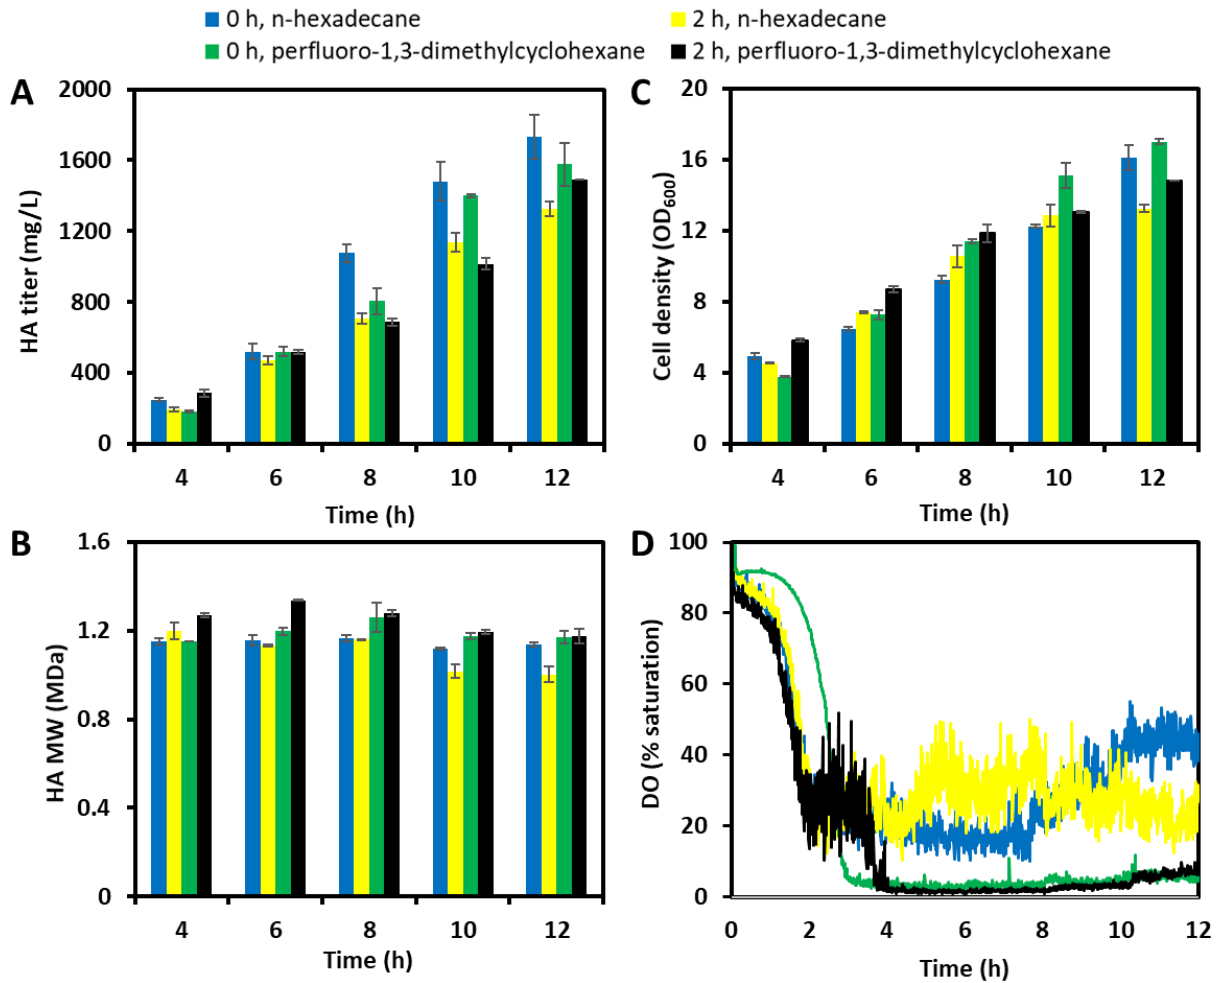 0 h, n-hexadecane
2 h, n-hexadecane
0 h, perfluoro-1,3-dimethylcyclohexane
2 h, perfluoro-1,3-dimethylcyclohexane
A
2000
1600
1200
800
400
0
HA titer (mg/L)
4 6 8 10 12
Time (h)
C
20
16
12
8
4
0
Cell density (OD600)
4 6 8 10 12
Time (h)
B
1.6
1.2
0.8
0.4
0
HA MW (MDa)
4 6 8 10 12
Time (h)
D
100
80
60
40
20
0
DO (% saturation)
0 2 4 6 8 10 12
Time (h)